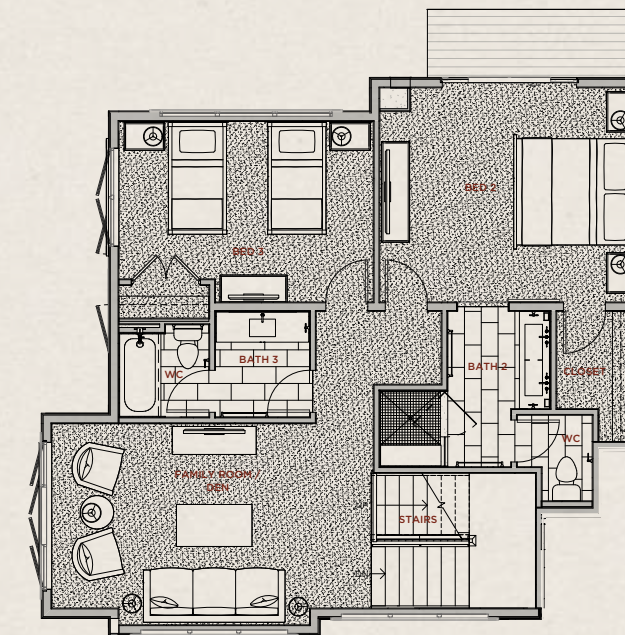 BED 2
BED 3
BATH 3
BATH 2
WC
CLOSET
WC
FAMILY ROOM /
DEN
STAIRS